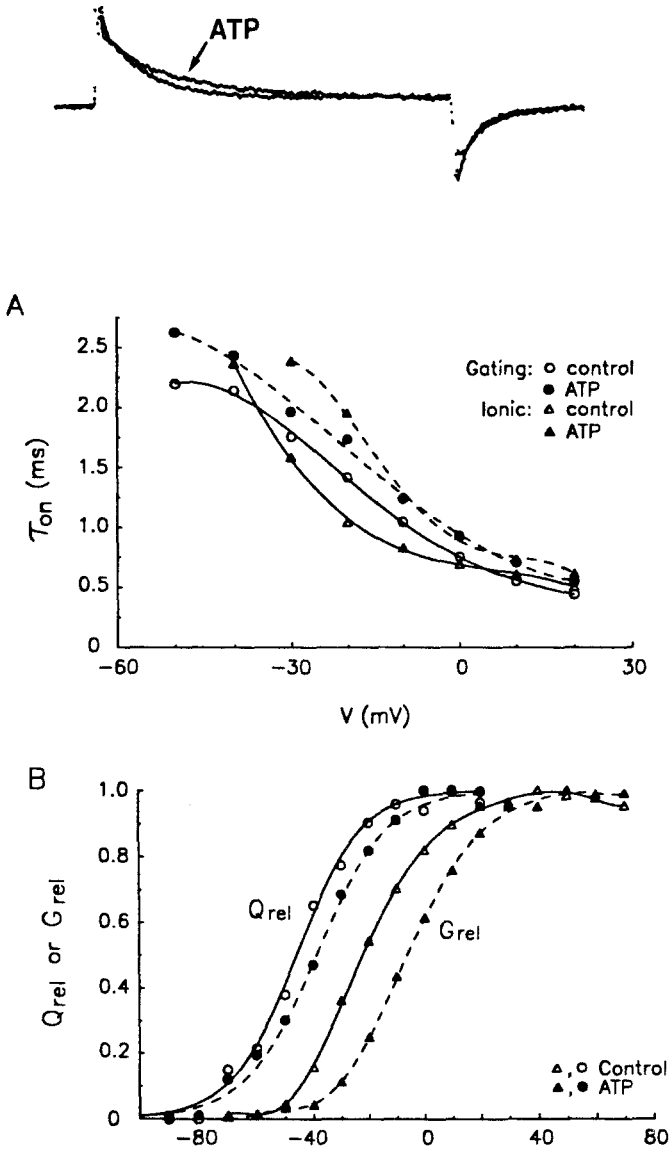 ATP
A
2.5
2.0
1.5
1.0
0.5
0
τon (ms)
−60 −30 0 30
V (mV)
Gating: ○ control
● ATP
Ionic: △ control
▲ ATP
B
1.0
0.8
0.6
0.4
0.2
0
Qrel or Grel
Qrel
Grel
△,○ Control
▲,● ATP
−80 −40 0 40 80